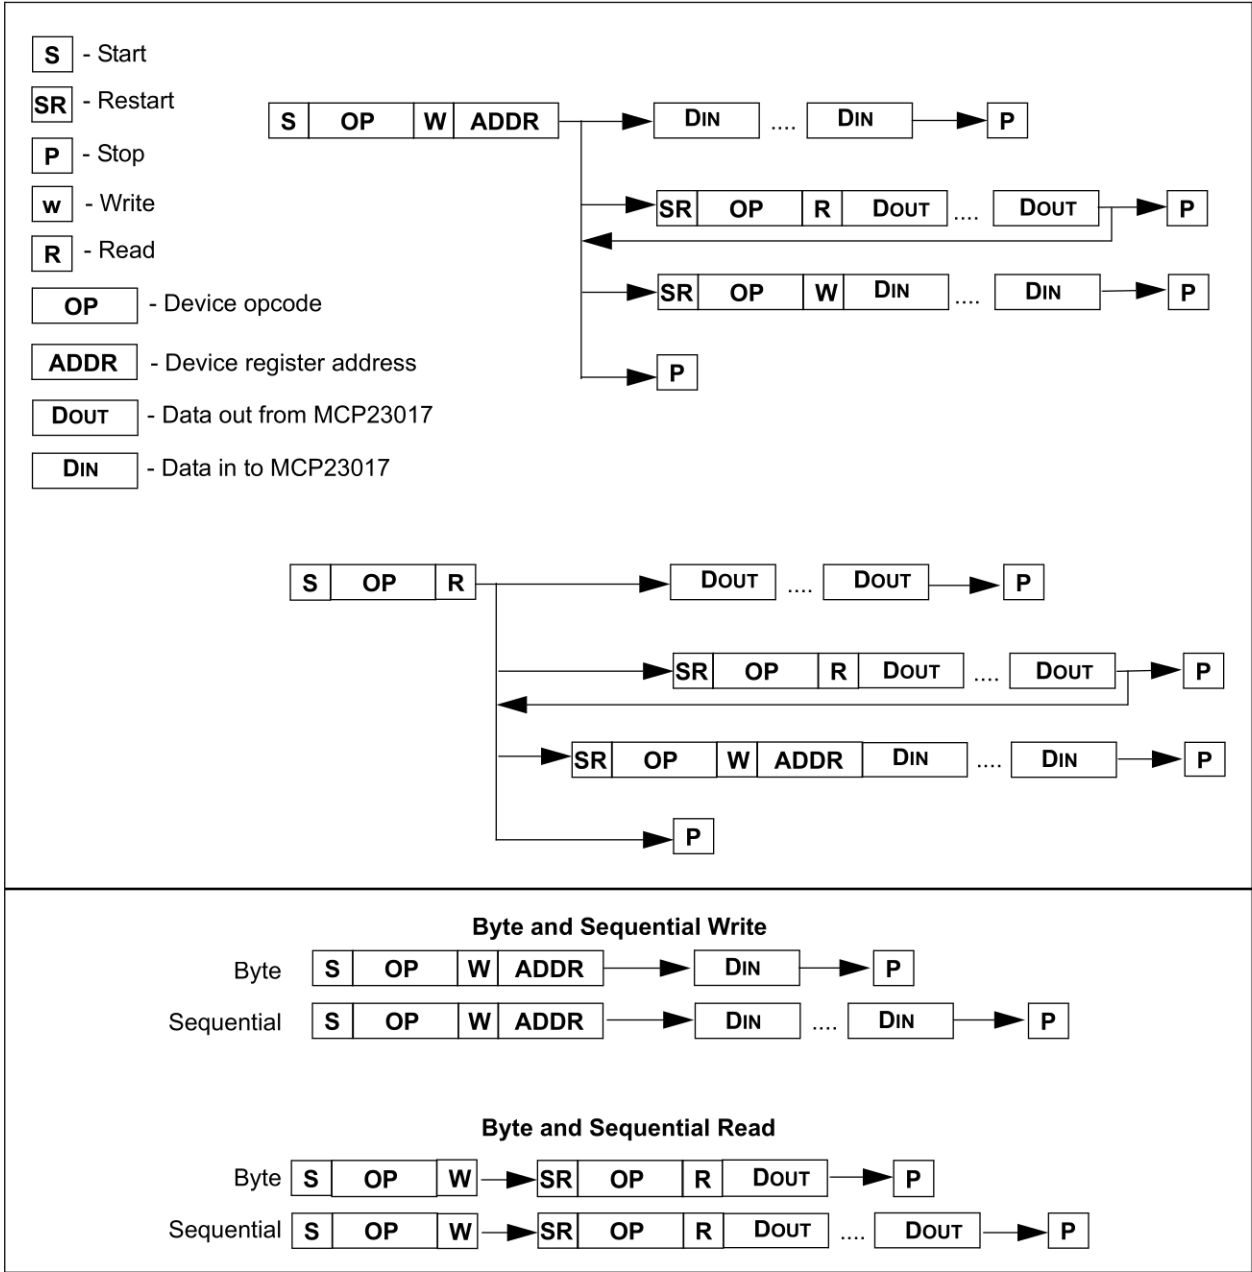 S - Start
SR - Restart
P - Stop
w - Write
R - Read
OP - Device opcode
ADDR - Device register address
DOUT - Data out from MCP23017
DIN - Data in to MCP23017
S OP W ADDR DIN .... DIN P
SR OP R DOUT .... DOUT P
SR OP W DIN .... DIN P
P
S OP R DOUT .... DOUT P
SR OP R DOUT .... DOUT P
SR OP W ADDR DIN .... DIN P
P
Byte and Sequential Write
Byte S OP W ADDR DIN P
Sequential S OP W ADDR DIN .... DIN P
Byte and Sequential Read
Byte S OP W SR OP R DOUT P
Sequential S OP W SR OP R DOUT .... DOUT P